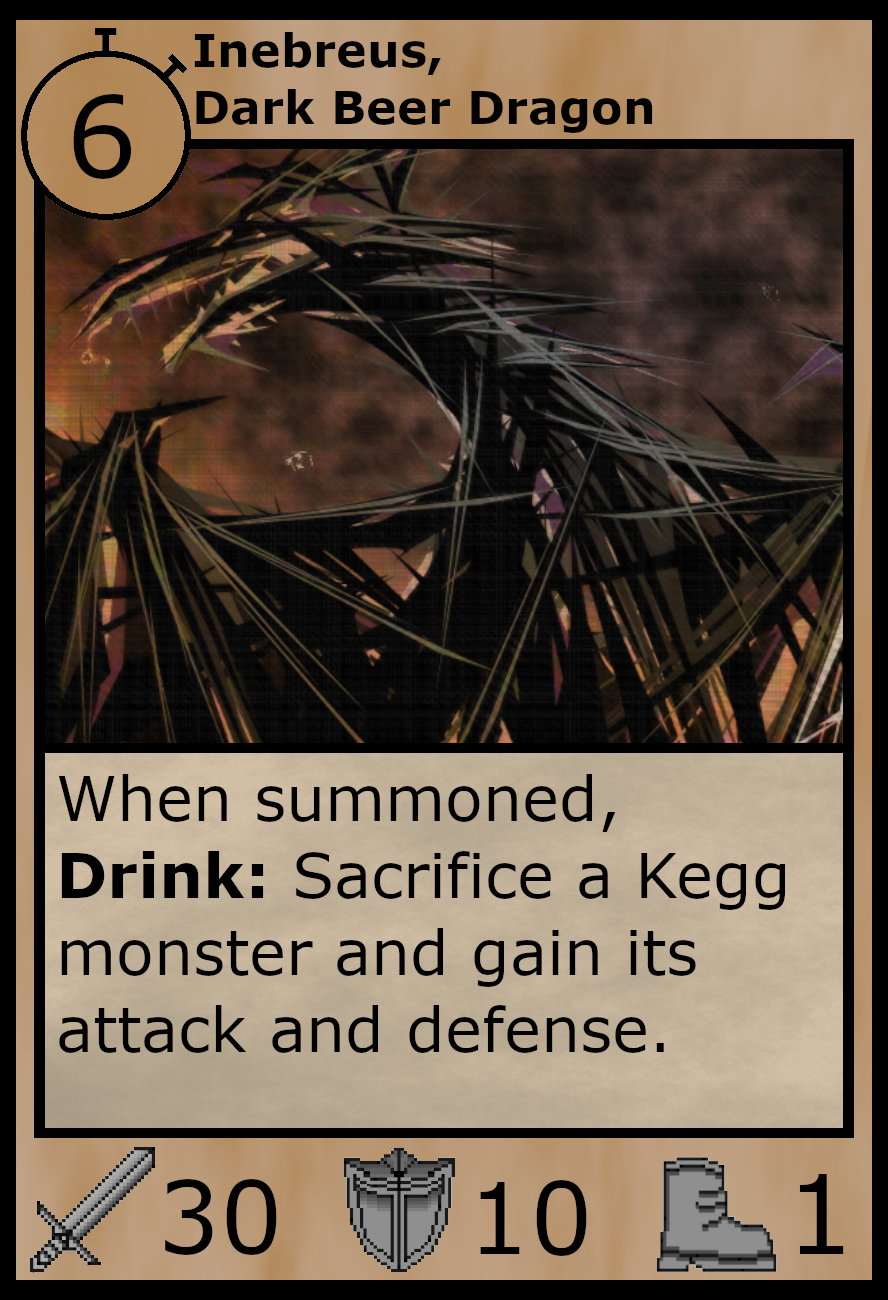 Inebreus,
6
Dark Beer Dragon
When summoned,
Drink: Sacrifice a Kegg
monster and gain its
attack and defense.
30 10 1